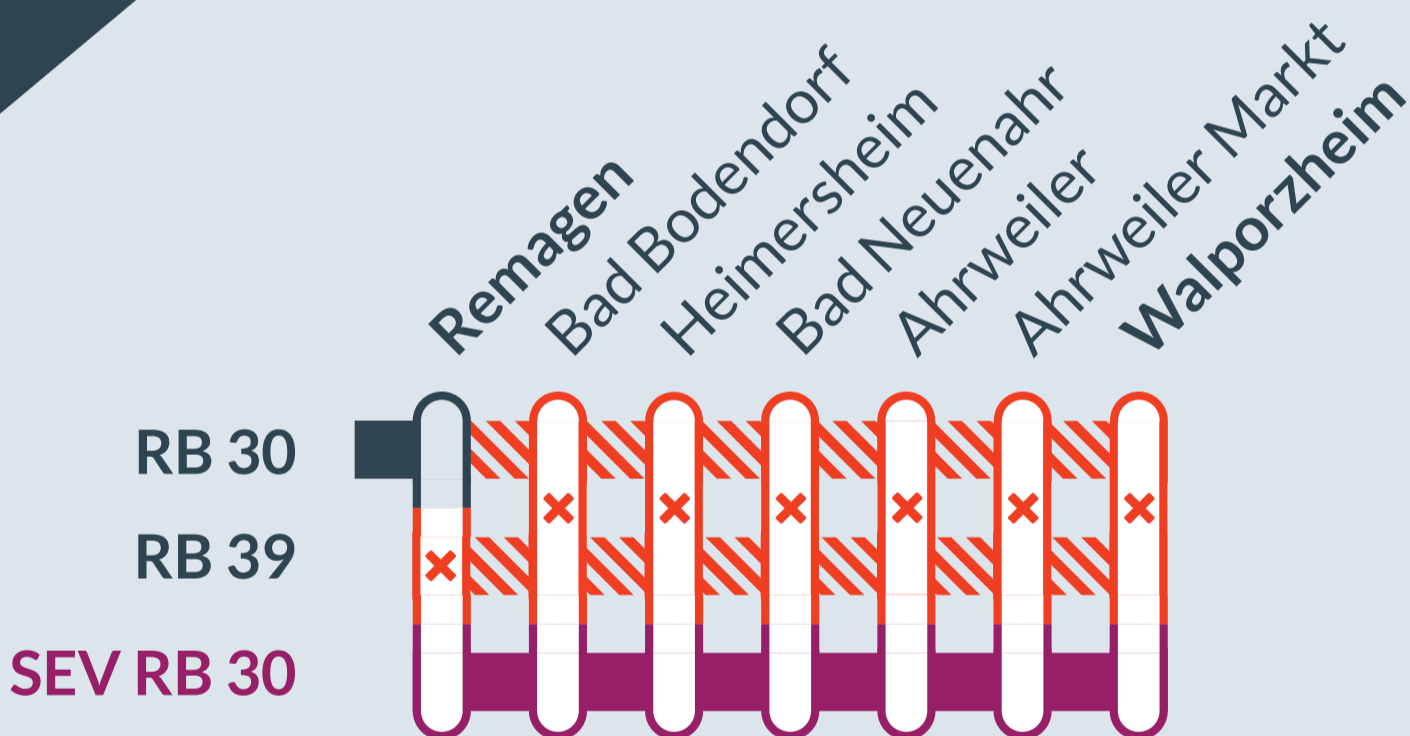 Remagen
Bad Bodendorf
Heimersheim
Bad Neuenahr
Ahrweiler
Ahrweiler Markt
Walporzheim
RB 30
RB 39
SEV RB 30